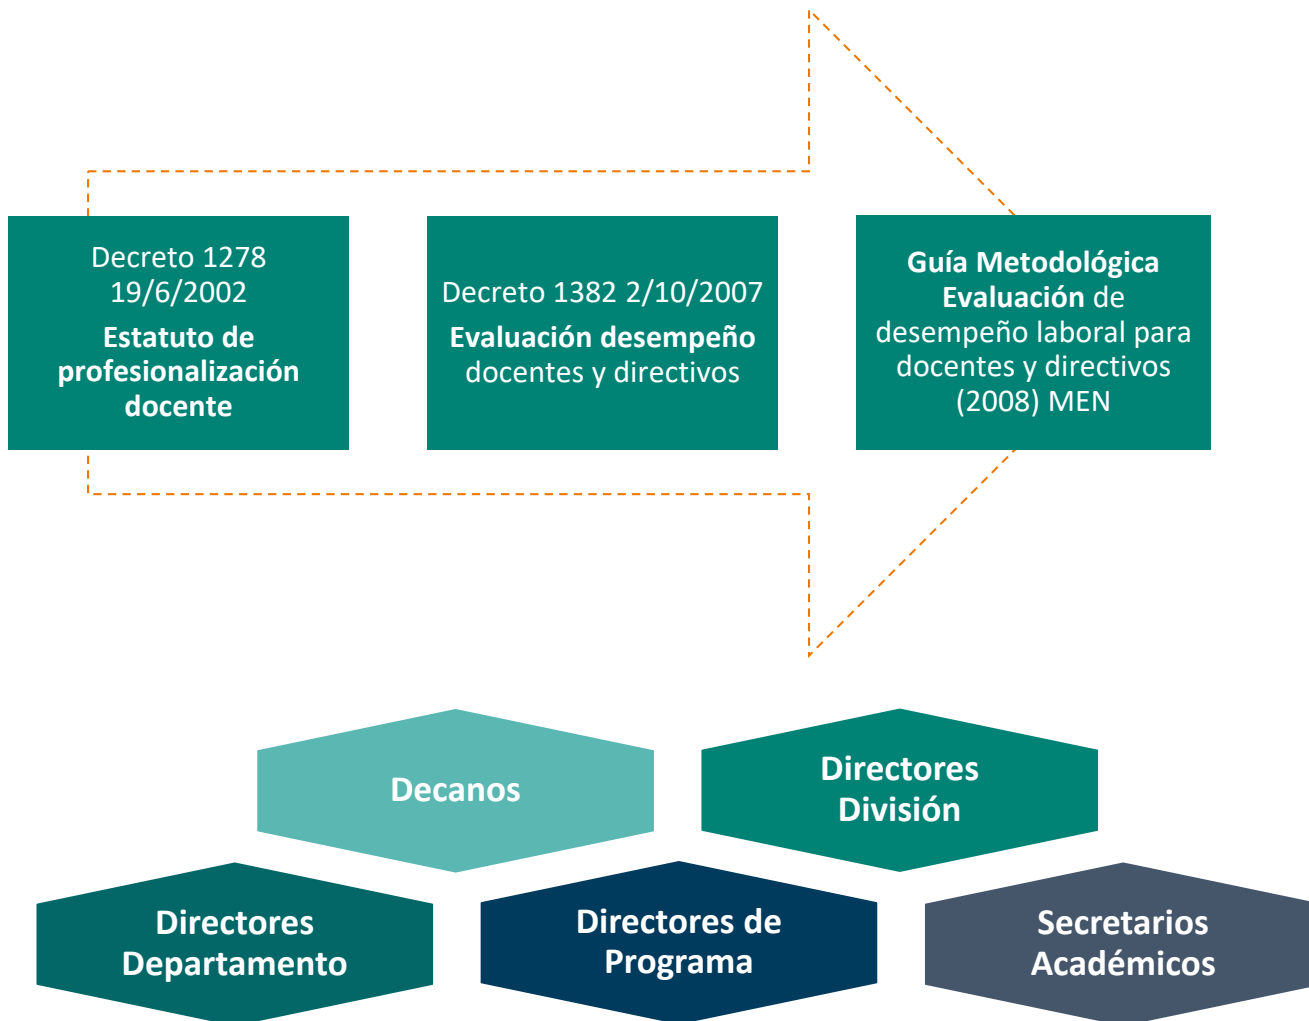 Decreto 1278
19/6/2002
Estatuto de
profesionalización
docente
Decreto 1382 2/10/2007
Evaluación desempeño
docentes y directivos
Guía Metodológica
Evaluación de
desempeño laboral para
docentes y directivos
(2008) MEN
Decanos
Directores
División
Directores
Departamento
Directores de
Programa
Secretarios
Académicos